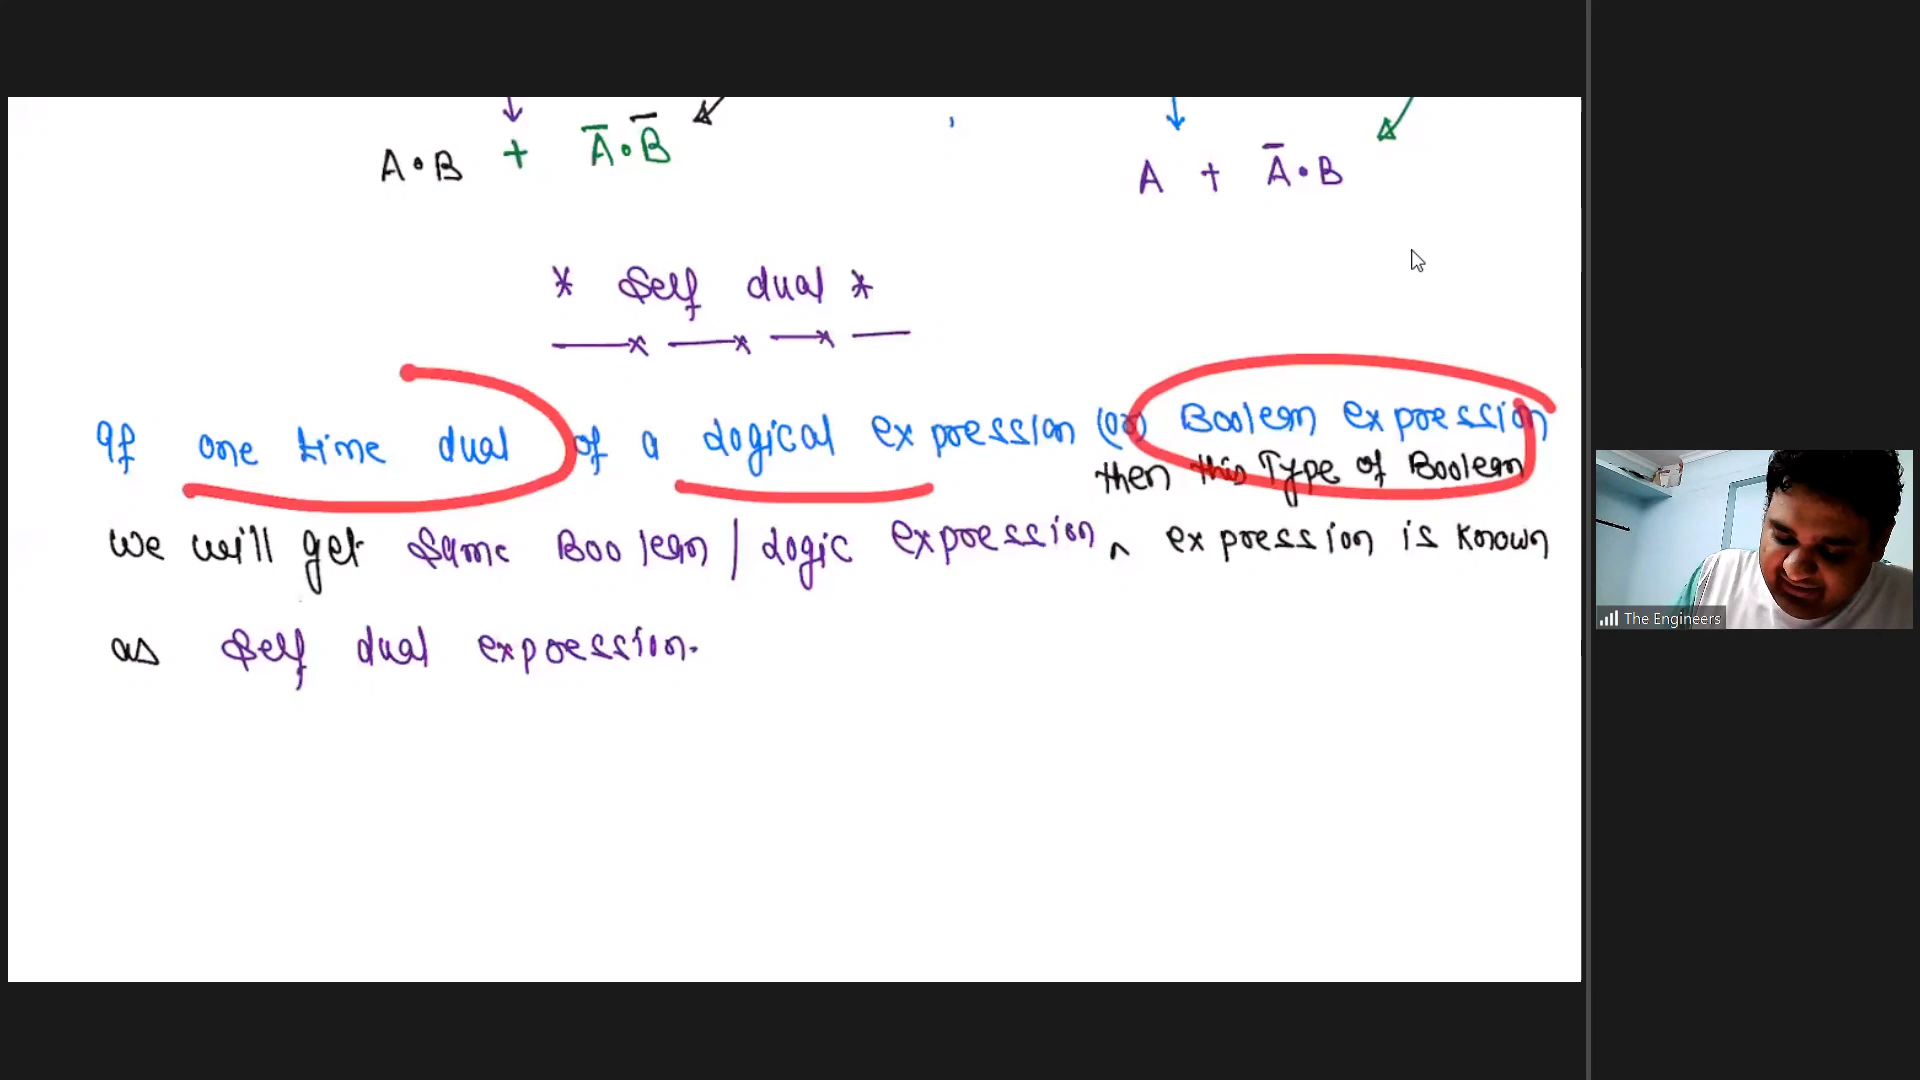 A·B + A̅·B̅
A + A̅·B
* Self dual *
If one time dual of a Logical expression (or) Boolean expression
then this Type of Boolean
we will get Same Boolean / Logic expression ^ expression is known
as Self dual expression.
The Engineers